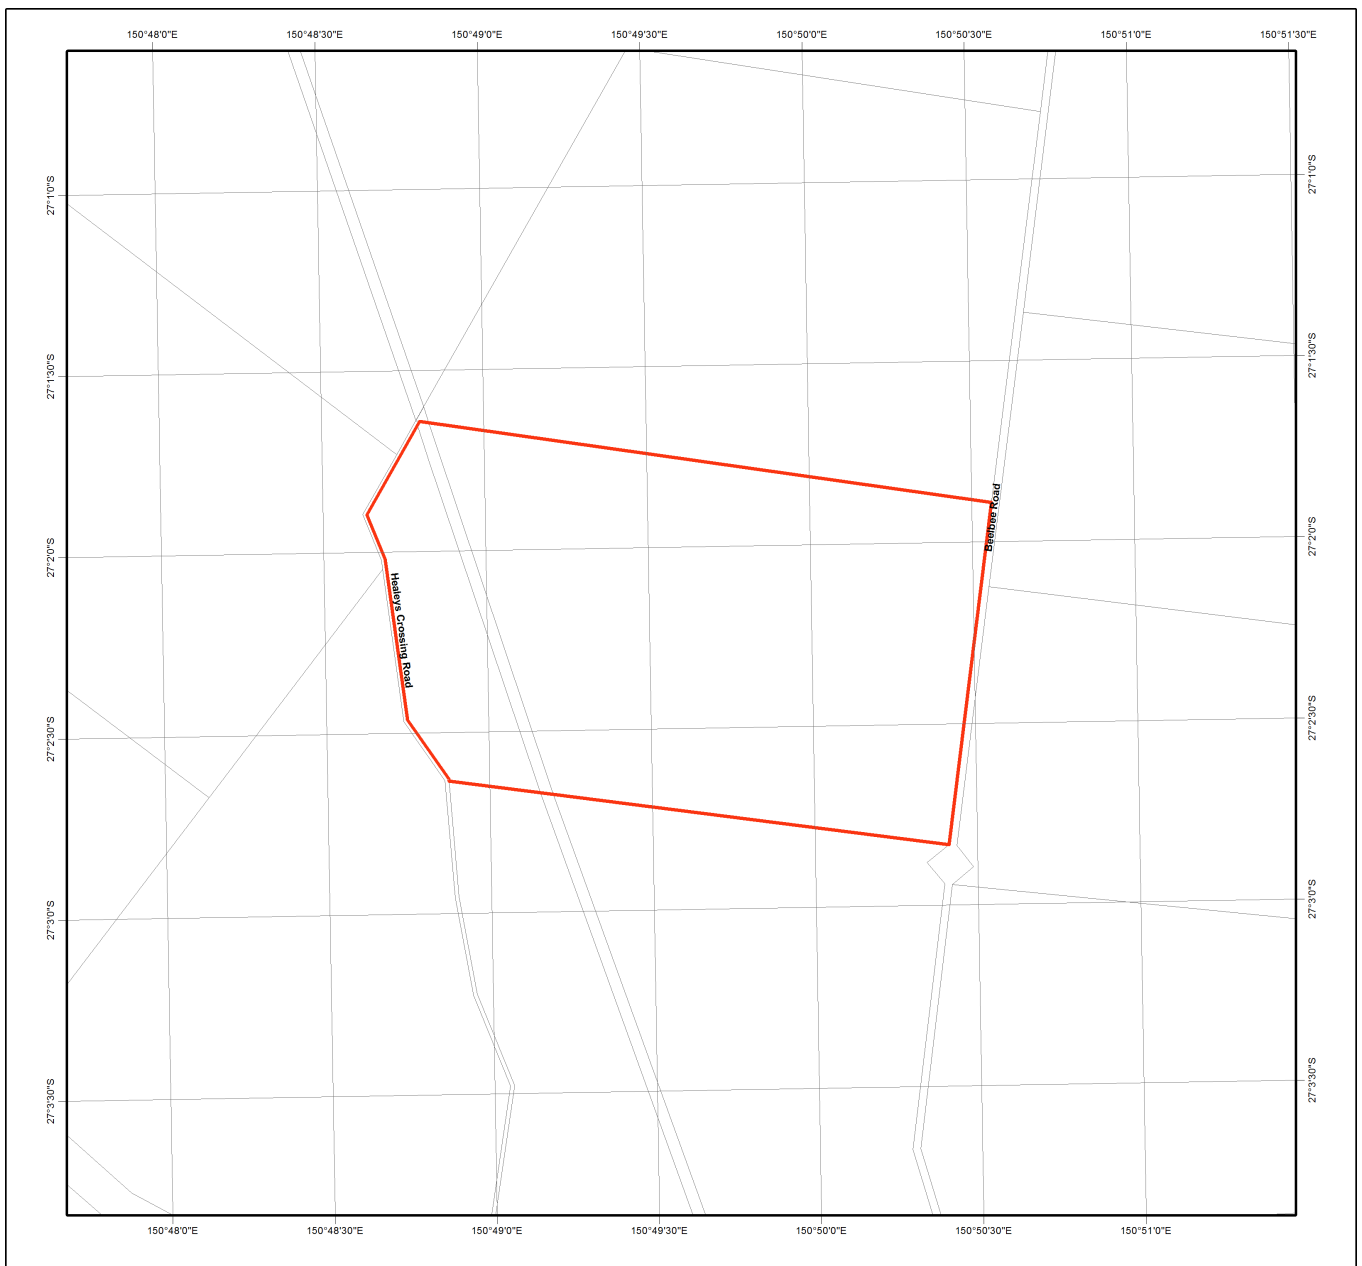 150°48'0"E
150°48'30"E
150°49'0"E
150°49'30"E
150°50'0"E
150°50'30"E
150°51'0"E
150°51'30"E
27°1'0"S
27°1'0"S
27°1'30"S
27°1'30"S
Beelbee Road
27°2'0"S
27°2'0"S
Healeys Crossing Road
27°2'30"S
27°2'30"S
27°3'0"S
27°3'0"S
27°3'30"S
27°3'30"S
150°48'0"E
150°48'30"E
150°49'0"E
150°49'30"E
150°50'0"E
150°50'30"E
150°51'0"E